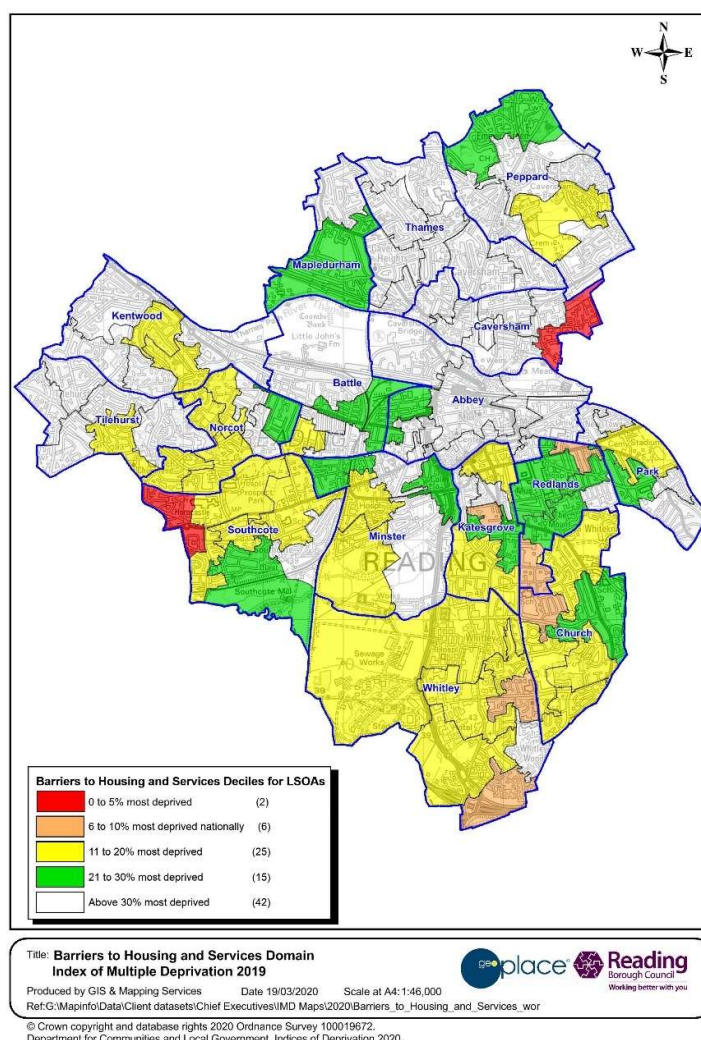 N
W E
S
Peppard
Thames
Mapledurham
Kentwood
Caversham
Little John's
Fm
Battle
Abbey
Tilehurst
Norcot
Park
Redlands
Southcote
Minster
Katesgrove
READING
Southcote Mill
Church
Sewage
Works
Whitley
Barriers to Housing and Services Deciles for LSOAs
0 to 5% most deprived (2)
6 to 10% most deprived nationally (6)
11 to 20% most deprived (25)
21 to 30% most deprived (15)
Above 30% most deprived (42)
Title: Barriers to Housing and Services Domain
Index of Multiple Deprivation 2019
geoplace
Reading
Borough Council
Working better with you
Produced by GIS & Mapping Services Date 19/03/2020 Scale at A4: 1:46,000
Ref:G:\Mapinfo\Data\Client datasets\Chief Executives\IMD Maps\2020\Barriers_to_Housing_and_Services_wor
© Crown copyright and database rights 2020 Ordnance Survey 100019672.
Department for Communities and Local Government, Indices of Deprivation 2020